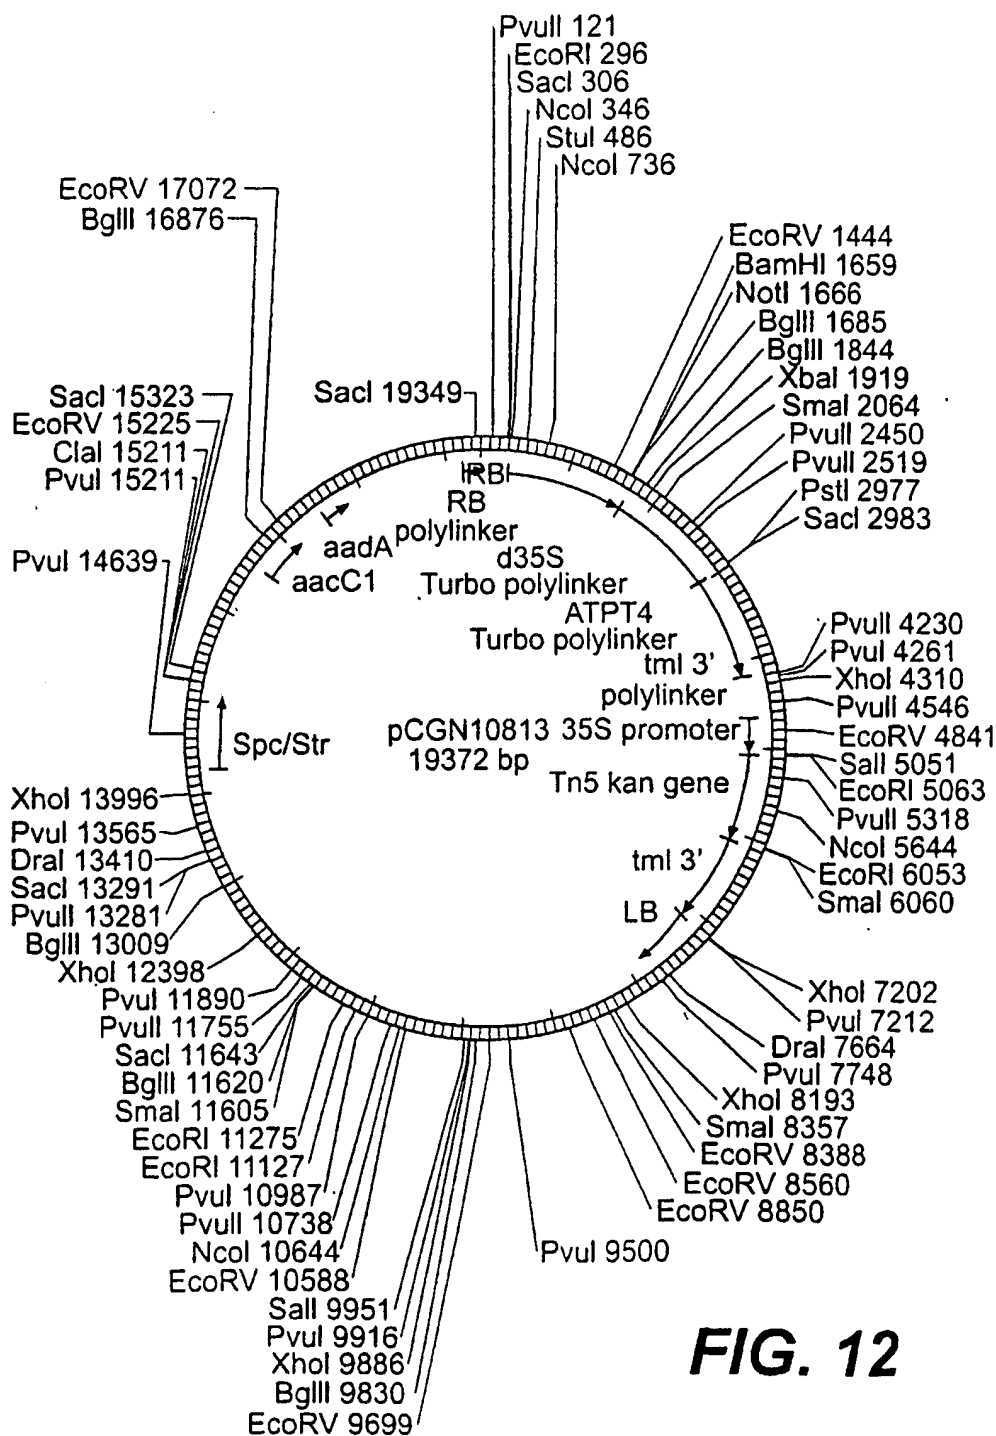 PvuII 121
EcoRI 296
SacI 306
NcoI 346
StuI 486
NcoI 736
EcoRV 17072
BglII 16876
EcoRV 1444
BamHI 1659
NotI 1666
BglII 1685
BglII 1844
XbaI 1919
SmaI 2064
PvuII 2450
PvuII 2519
PstI 2977
SacI 2983
SacI 19349
SacI 15323
EcoRV 15225
ClaI 15211
PvuI 15211
PvuI 14639
RB
RB
polylinker
aadA
aacC1
d35S
Turbo polylinker
ATPT4
Turbo polylinker
tml 3'
polylinker
pCGN10813 35S promoter
19372 bp
Tn5 kan gene
tml 3'
LB
Spc/Str
PvuII 4230
PvuI 4261
XhoI 4310
PvuII 4546
EcoRV 4841
SalI 5051
EcoRI 5063
PvuII 5318
NcoI 5644
EcoRI 6053
SmaI 6060
XhoI 7202
PvuI 7212
DraI 7664
PvuI 7748
XhoI 8193
SmaI 8357
EcoRV 8388
EcoRV 8560
EcoRV 8850
PvuI 9500
XhoI 13996
PvuI 13565
DraI 13410
SacI 13291
PvuII 13281
BglII 13009
XhoI 12398
PvuI 11890
PvuII 11755
SacI 11643
BglII 11620
SmaI 11605
EcoRI 11275
EcoRI 11127
PvuI 10987
PvuII 10738
NcoI 10644
EcoRV 10588
SalI 9951
PvuI 9916
XhoI 9886
BglII 9830
EcoRV 9699
FIG. 12